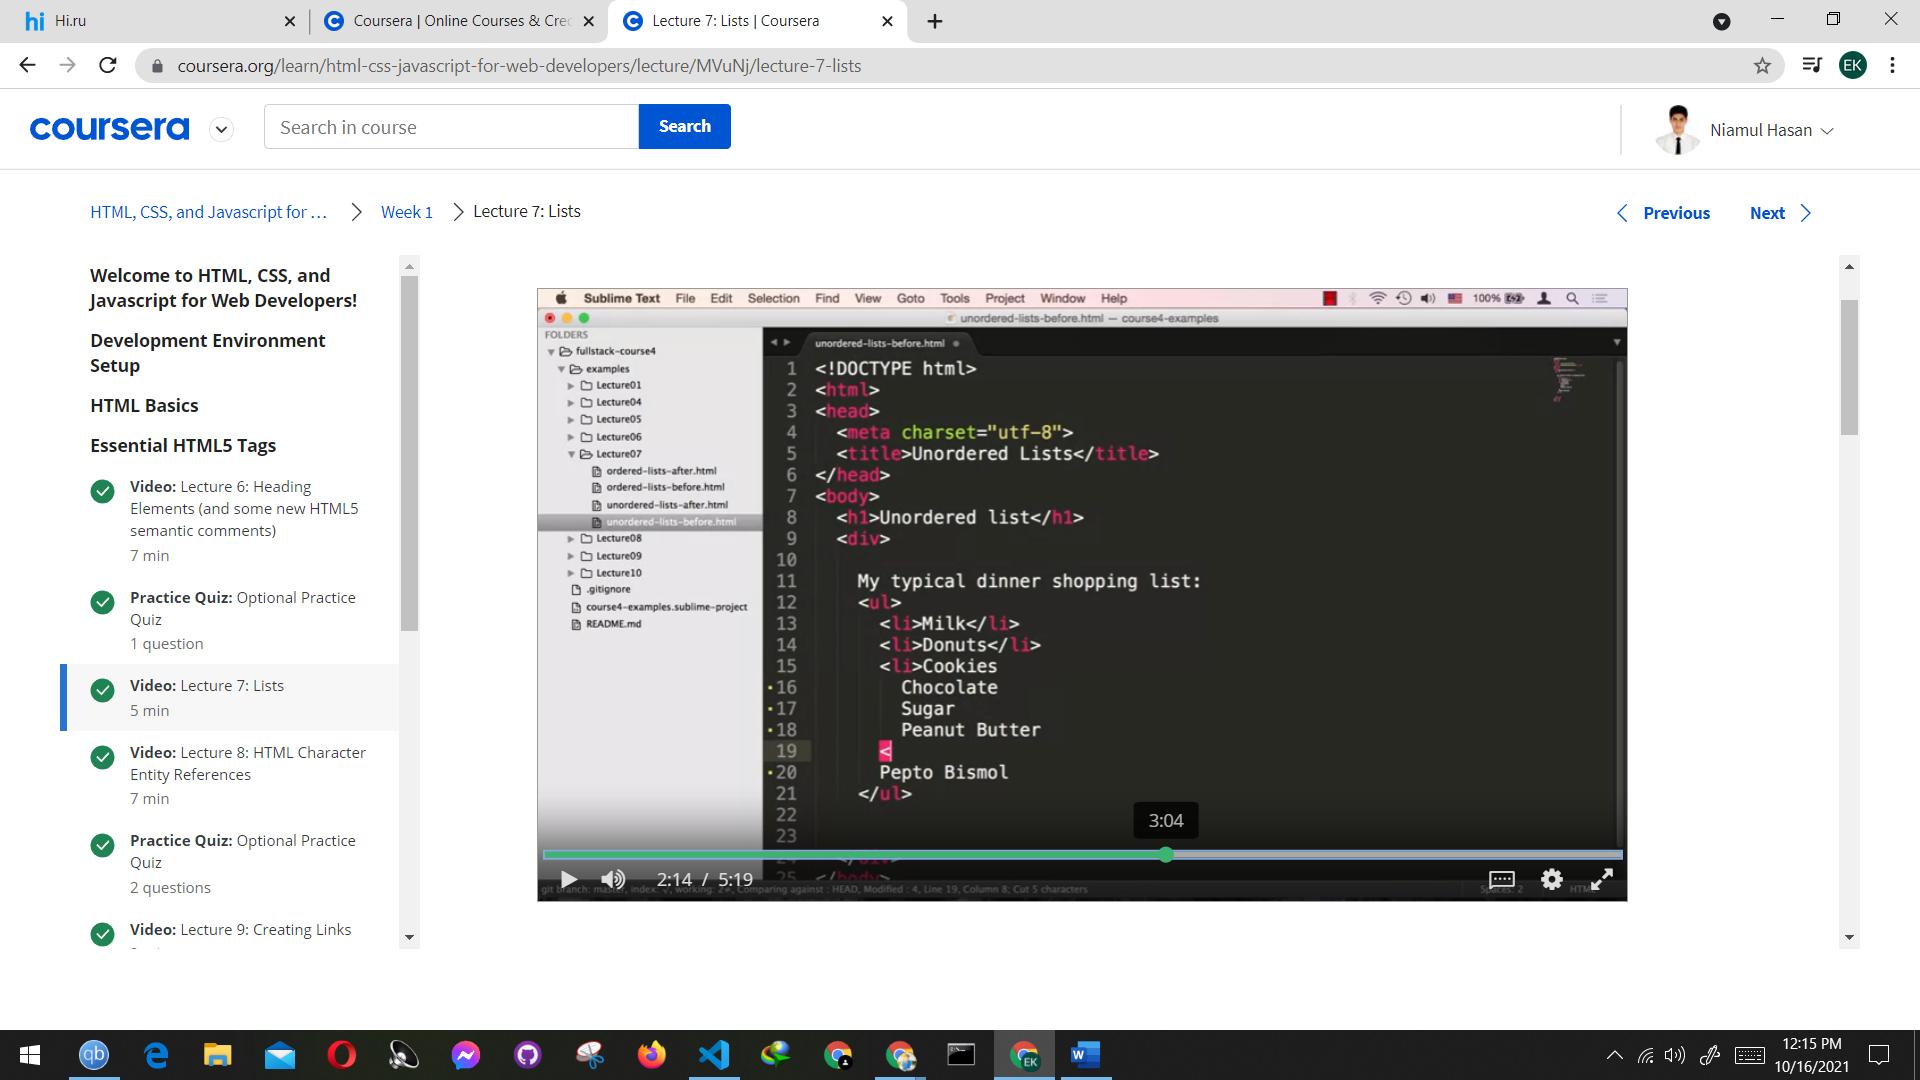 Hi.ru
Coursera | Online Courses & Cre
Lecture 7: Lists | Coursera
coursera.org/learn/html-css-javascript-for-web-developers/lecture/MVuNj/lecture-7-lists
EK
coursera
Search in course
Search
Niamul Hasan
HTML, CSS, and Javascript for ...
Week 1
Lecture 7: Lists
Previous
Next
Welcome to HTML, CSS, and
Javascript for Web Developers!
Development Environment
Setup
HTML Basics
Essential HTML5 Tags
Video: Lecture 6: Heading
Elements (and some new HTML5
semantic comments)
7 min
Practice Quiz: Optional Practice
Quiz
1 question
Video: Lecture 7: Lists
5 min
Video: Lecture 8: HTML Character
Entity References
7 min
Practice Quiz: Optional Practice
Quiz
2 questions
Video: Lecture 9: Creating Links
Sublime Text File Edit Selection Find View Goto Tools Project Window Help
100%
unordered-lists-before.html — course4-examples
FOLDERS
fullstack-course4
examples
Lecture01
Lecture04
Lecture05
Lecture06
Lecture07
ordered-lists-after.html
ordered-lists-before.html
unordered-lists-after.html
unordered-lists-before.html
Lecture08
Lecture09
Lecture10
.gitignore
course4-examples.sublime-project
README.md
unordered-lists-before.html
1 <!DOCTYPE html>
2 <html>
3 <head>
4 <meta charset="utf-8">
5 <title>Unordered Lists</title>
6 </head>
7 <body>
8 <h1>Unordered list</h1>
9 <div>
10
11 My typical dinner shopping list:
12 <ul>
13 <li>Milk</li>
14 <li>Donuts</li>
15 <li>Cookies
16 Chocolate
17 Sugar
18 Peanut Butter
19 <
20 Pepto Bismol
21 </ul>
22
23
24 </div>
25 </body>
3:04
2:14 / 5:19
git branch: master, index: working: Comparing against : HEAD, Modified : 4, Line 19, Column 8; Cut 5 characters
Spaces: 2
HTML
12:15 PM
10/16/2021